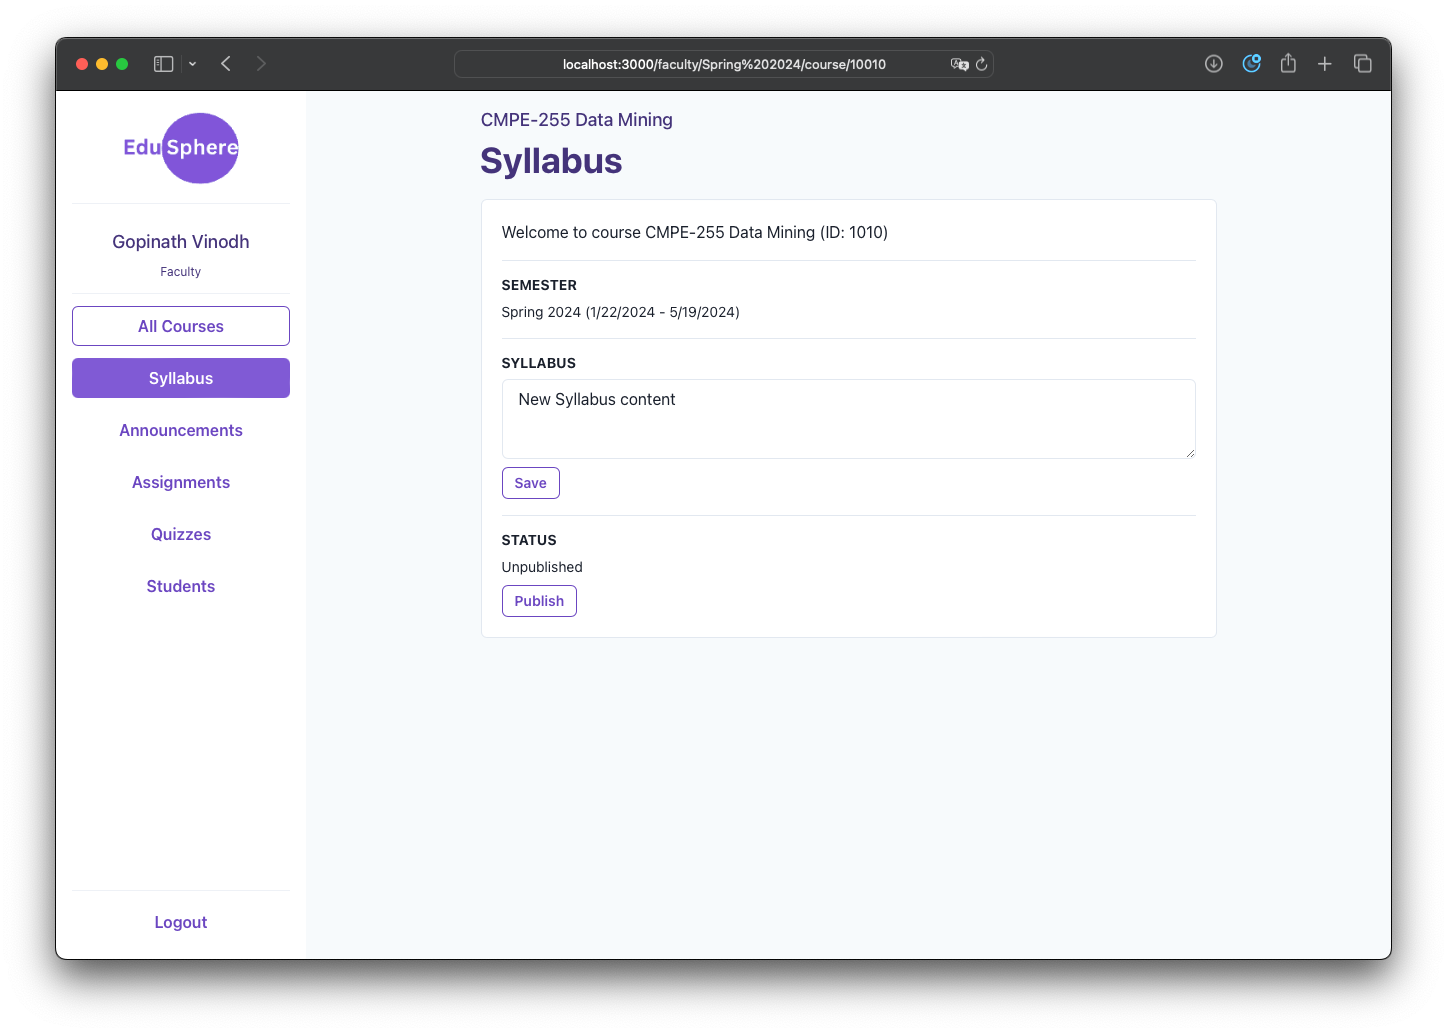 localhost:3000/faculty/Spring%202024/course/10010
EduSphere
Gopinath Vinodh
Faculty
All Courses
Syllabus
Announcements
Assignments
Quizzes
Students
Logout
CMPE-255 Data Mining
Syllabus
Welcome to course CMPE-255 Data Mining (ID: 1010)
SEMESTER
Spring 2024 (1/22/2024 - 5/19/2024)
SYLLABUS
New Syllabus content
Save
STATUS
Unpublished
Publish